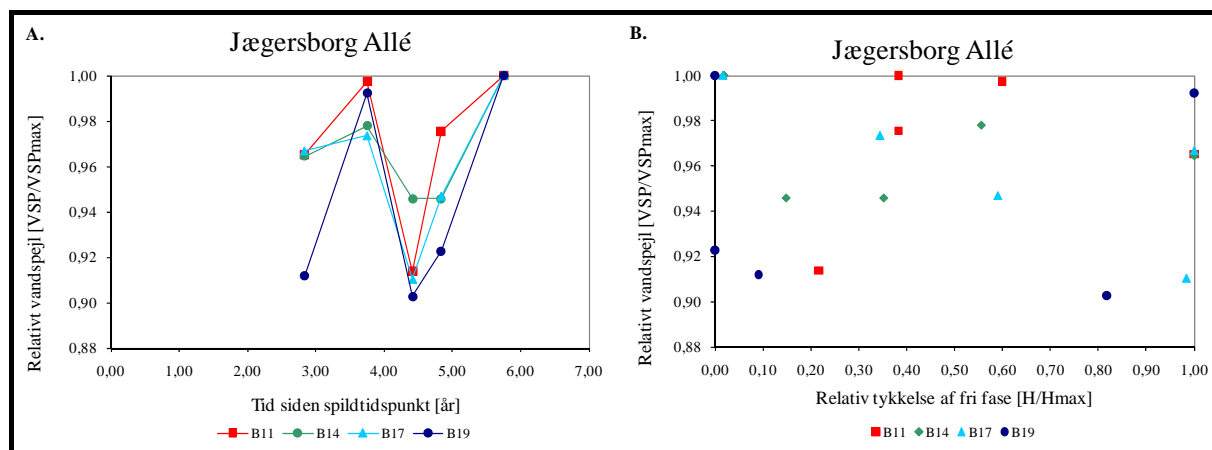 A.
Jægersborg Allé
Relativt vandspejl [VSP/VSPmax]
1,00
0,98
0,96
0,94
0,92
0,90
0,88
0,00 1,00 2,00 3,00 4,00 5,00 6,00 7,00
Tid siden spildtidspunkt [år]
B11 B14 B17 B19
B.
Jægersborg Allé
Relativt vandspejl [VSP/VSPmax]
1,00
0,98
0,96
0,94
0,92
0,90
0,88
0,00 0,10 0,20 0,30 0,40 0,50 0,60 0,70 0,80 0,90 1,00
Relativ tykkelse af fri fase [H/Hmax]
B11 B14 B17 B19